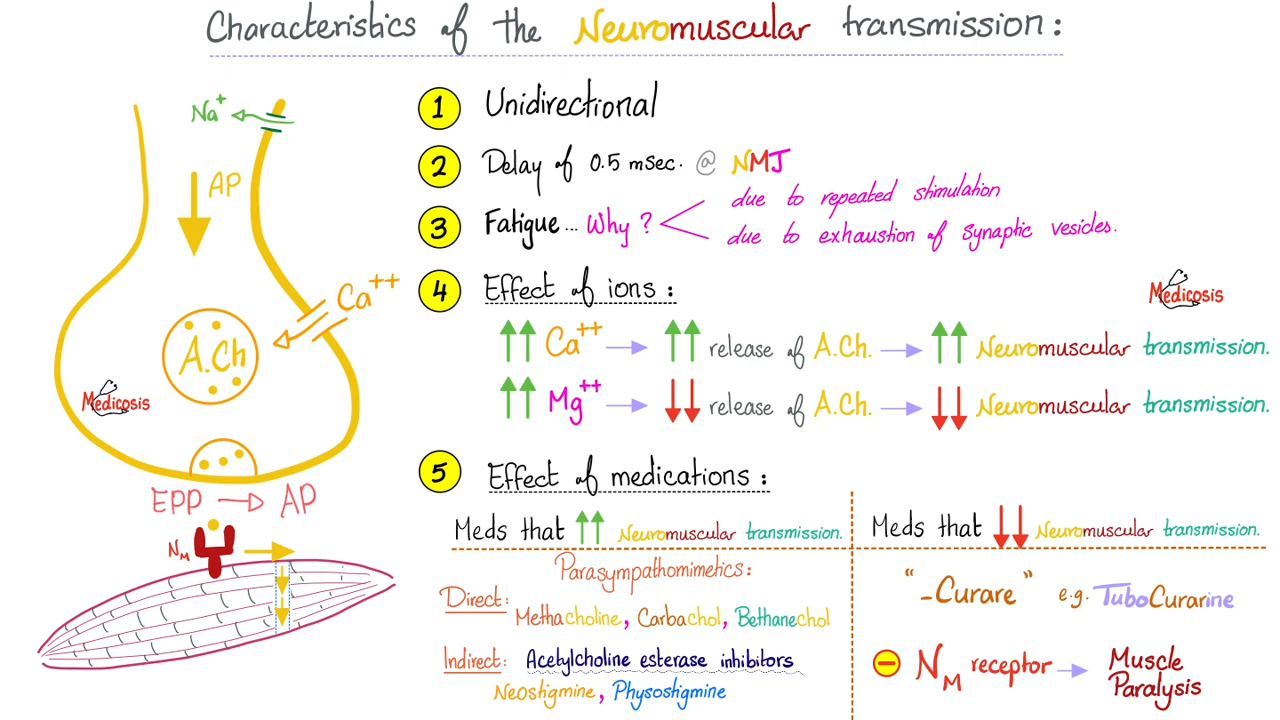 Characteristics of the Neuromuscular transmission:
Na+
AP
Ca++
A.Ch
Medicosis
EPP → AP
NM
1 Unidirectional
2 Delay of 0.5 msec. @ NMJ
3 Fatigue... Why?
due to repeated stimulation
due to exhaustion of synaptic vesicles.
4 Effect of ions:
Medicosis
↑↑ Ca++ → ↑↑ release of A.Ch. → ↑↑ Neuromuscular transmission.
↑↑ Mg++ → ↓↓ release of A.Ch. → ↓↓ Neuromuscular transmission.
5 Effect of medications:
Meds that ↑↑ Neuromuscular transmission.
Parasympathomimetics:
Direct:
Methacholine, Carbachol, Bethanechol
Indirect: Acetylcholine esterase inhibitors
Neostigmine, Physostigmine
Meds that ↓↓ Neuromuscular transmission.
"-Curare" e.g. TuboCurarine
− NM receptor → Muscle
Paralysis